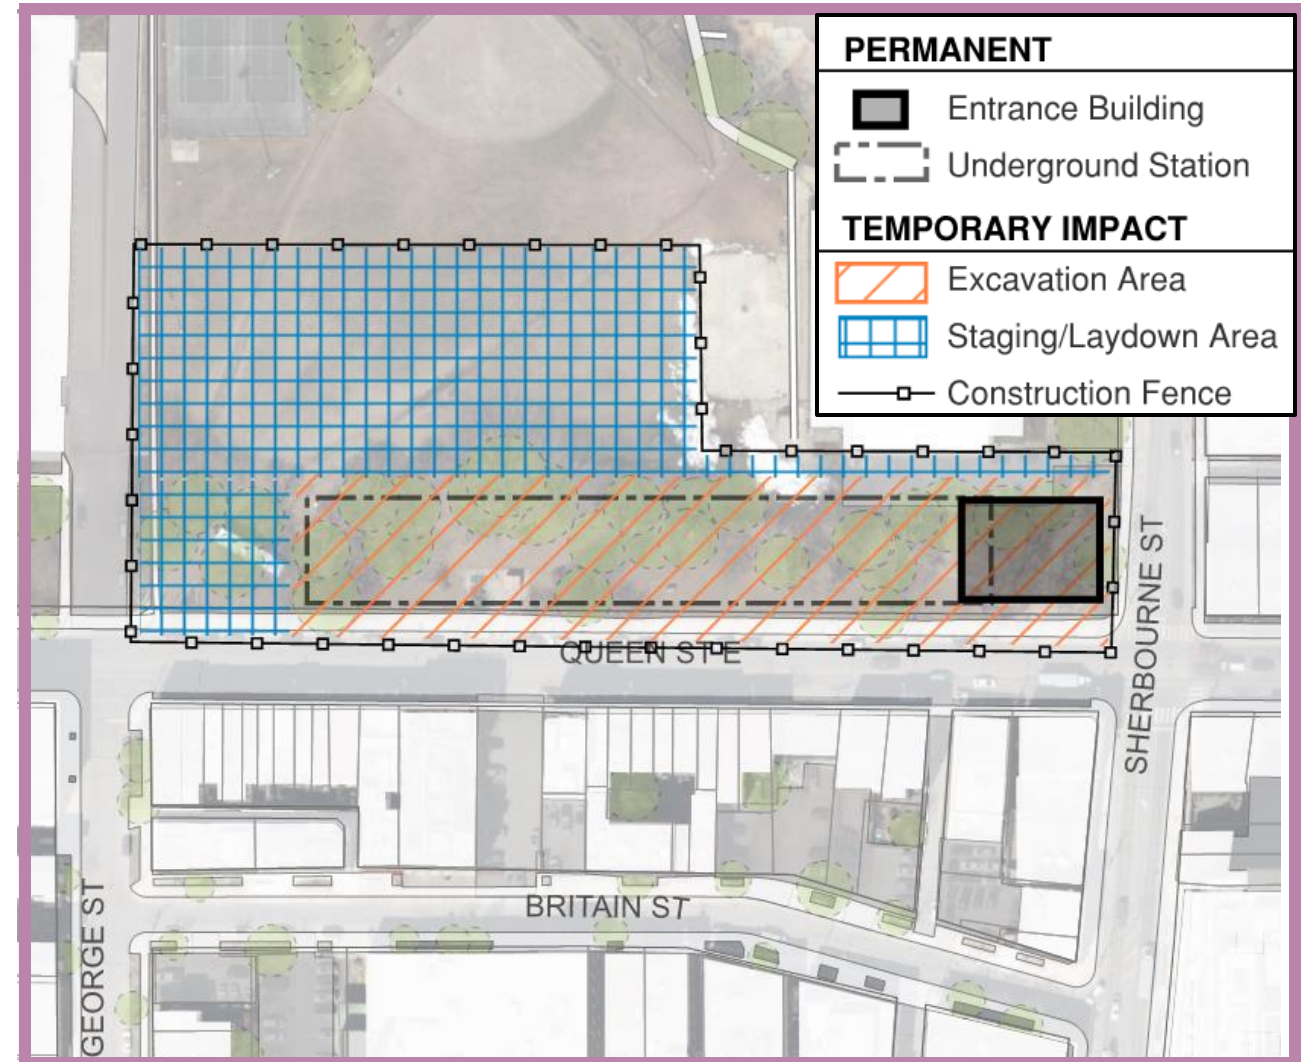 PERMANENT
Entrance Building
Underground Station
TEMPORARY IMPACT
Excavation Area
Staging/Laydown Area
Construction Fence
QUEEN ST E
SHERBOURNE ST
BRITAIN ST
GEORGE ST